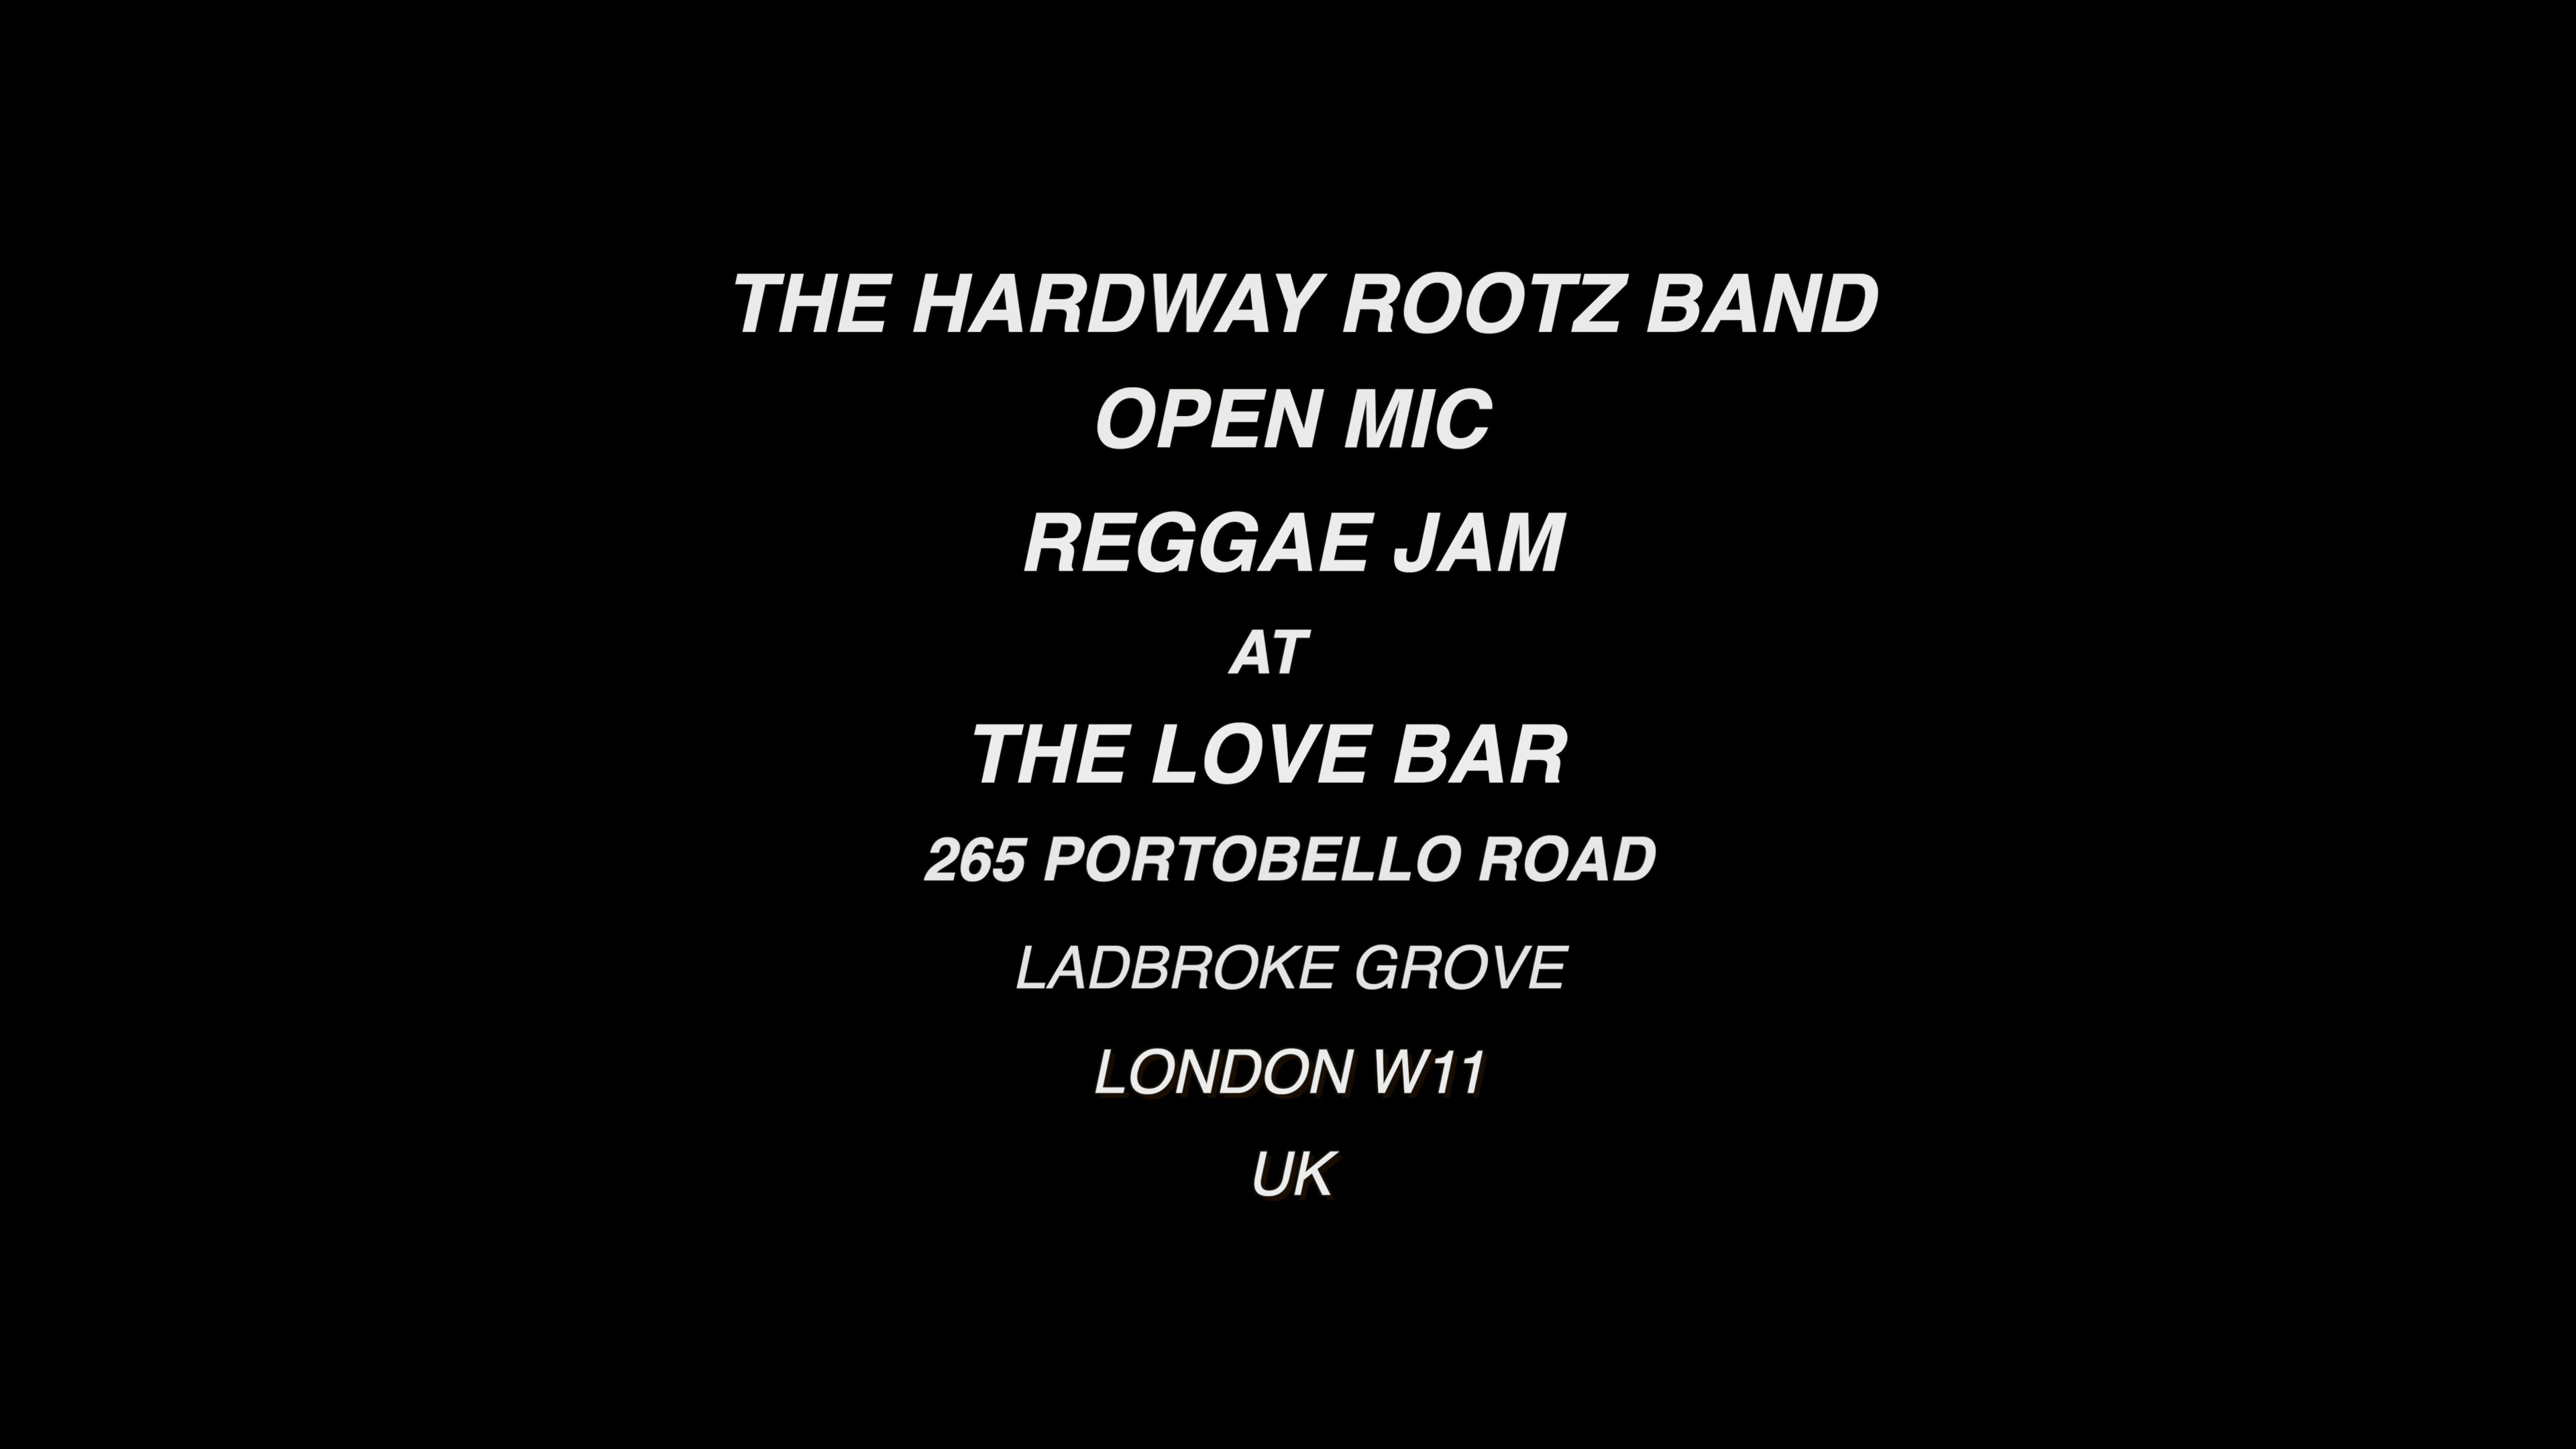 THE HARDWAY ROOTZ BAND
OPEN MIC
REGGAE JAM
AT
THE LOVE BAR
265 PORTOBELLO ROAD
LADBROKE GROVE
LONDON W11
UK